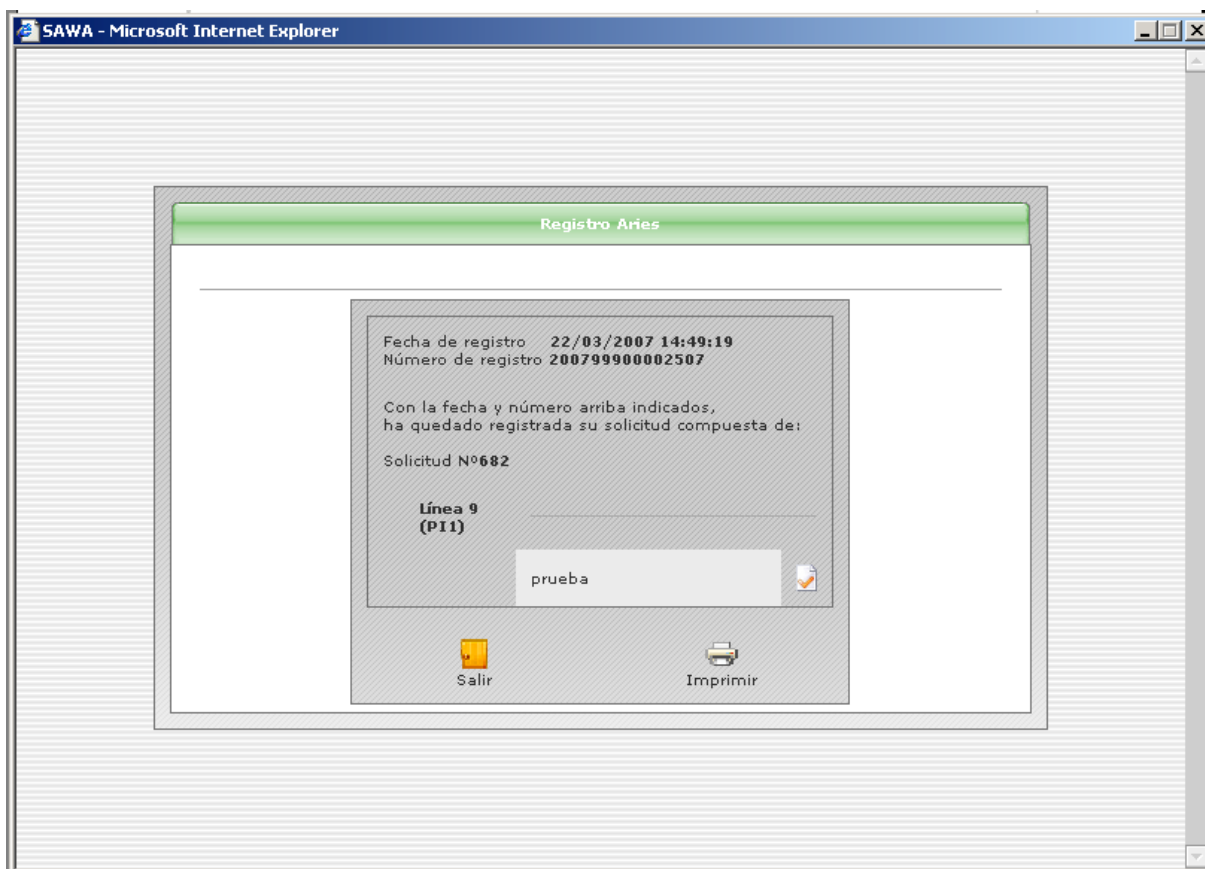 SAWA - Microsoft Internet Explorer
Registro Aries
Fecha de registro 22/03/2007 14:49:19
Número de registro 200799900002507
Con la fecha y número arriba indicados,
ha quedado registrada su solicitud compuesta de:
Solicitud Nº682
Línea 9
(PI1)
prueba
Salir Imprimir